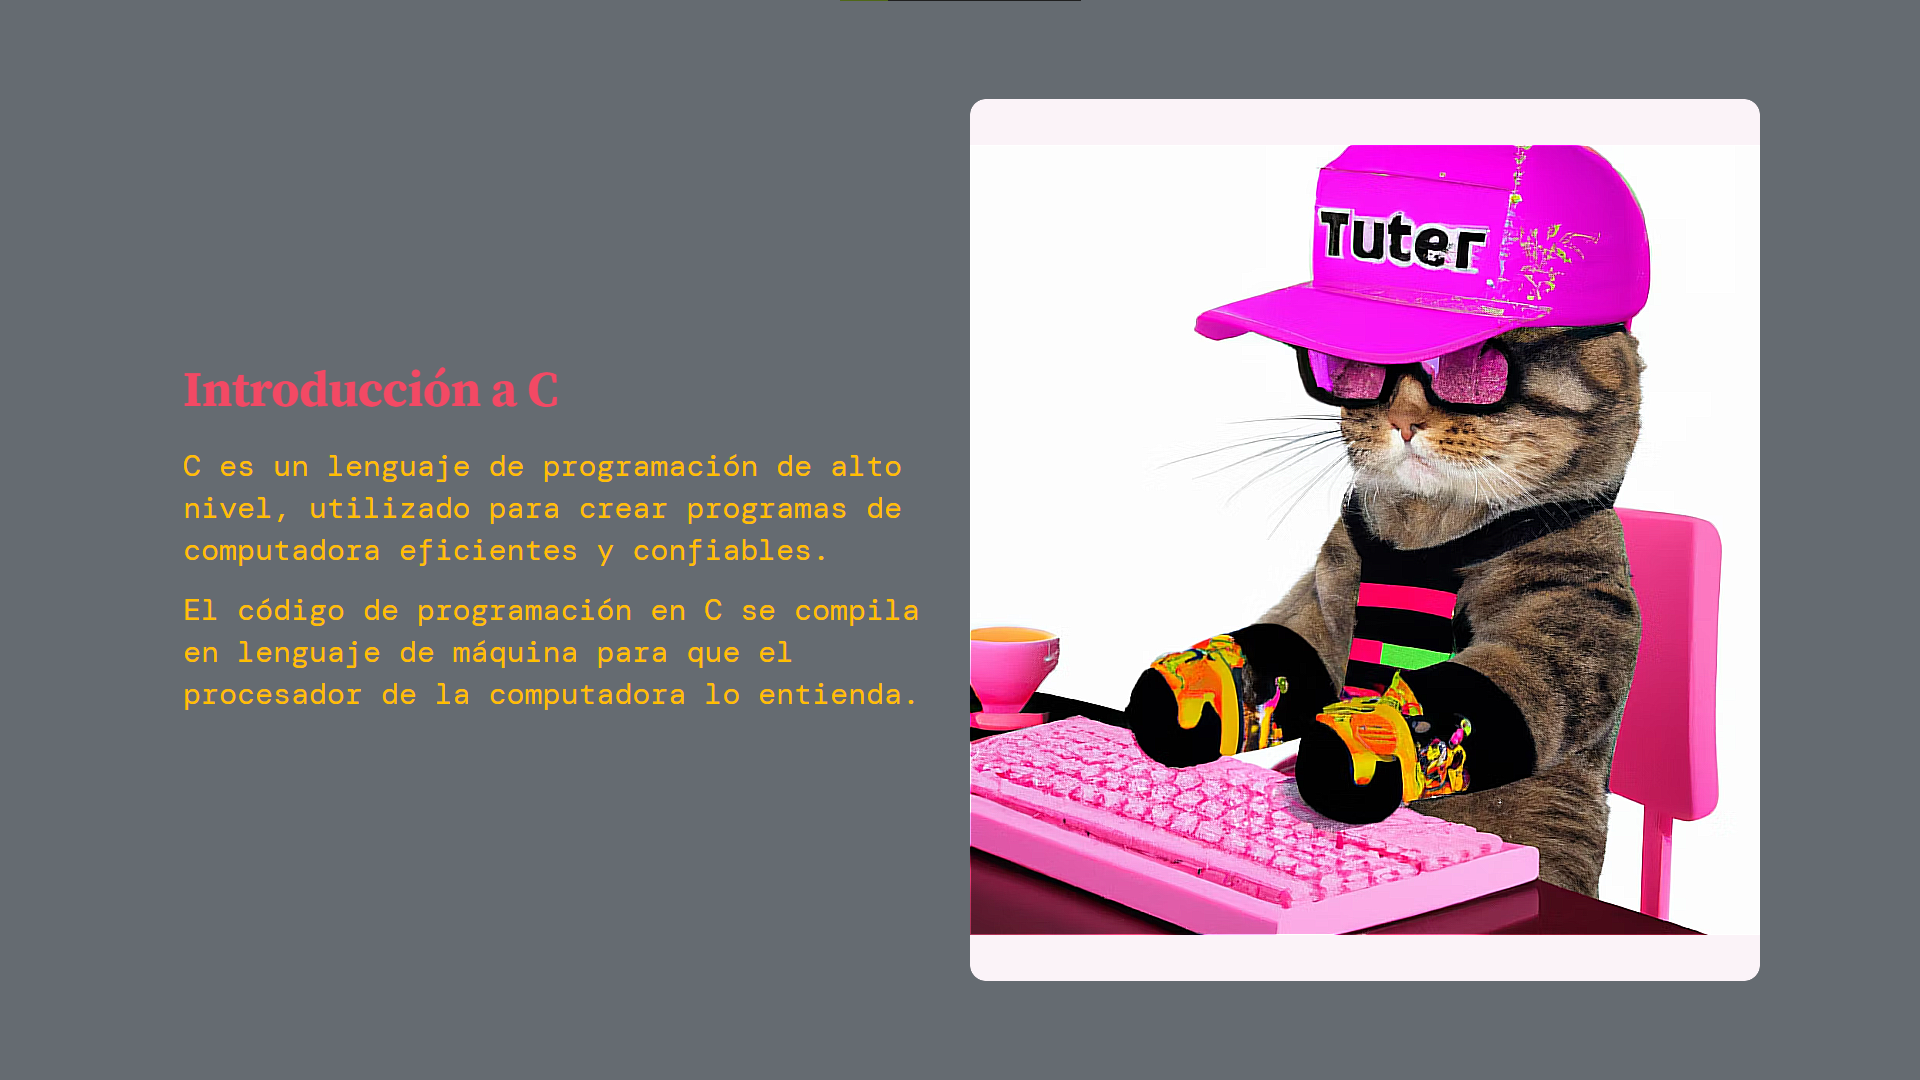 Introducción a C
C es un lenguaje de programación de alto
nivel, utilizado para crear programas de
computadora eficientes y confiables.
El código de programación en C se compila
en lenguaje de máquina para que el
procesador de la computadora lo entienda.
Tuter